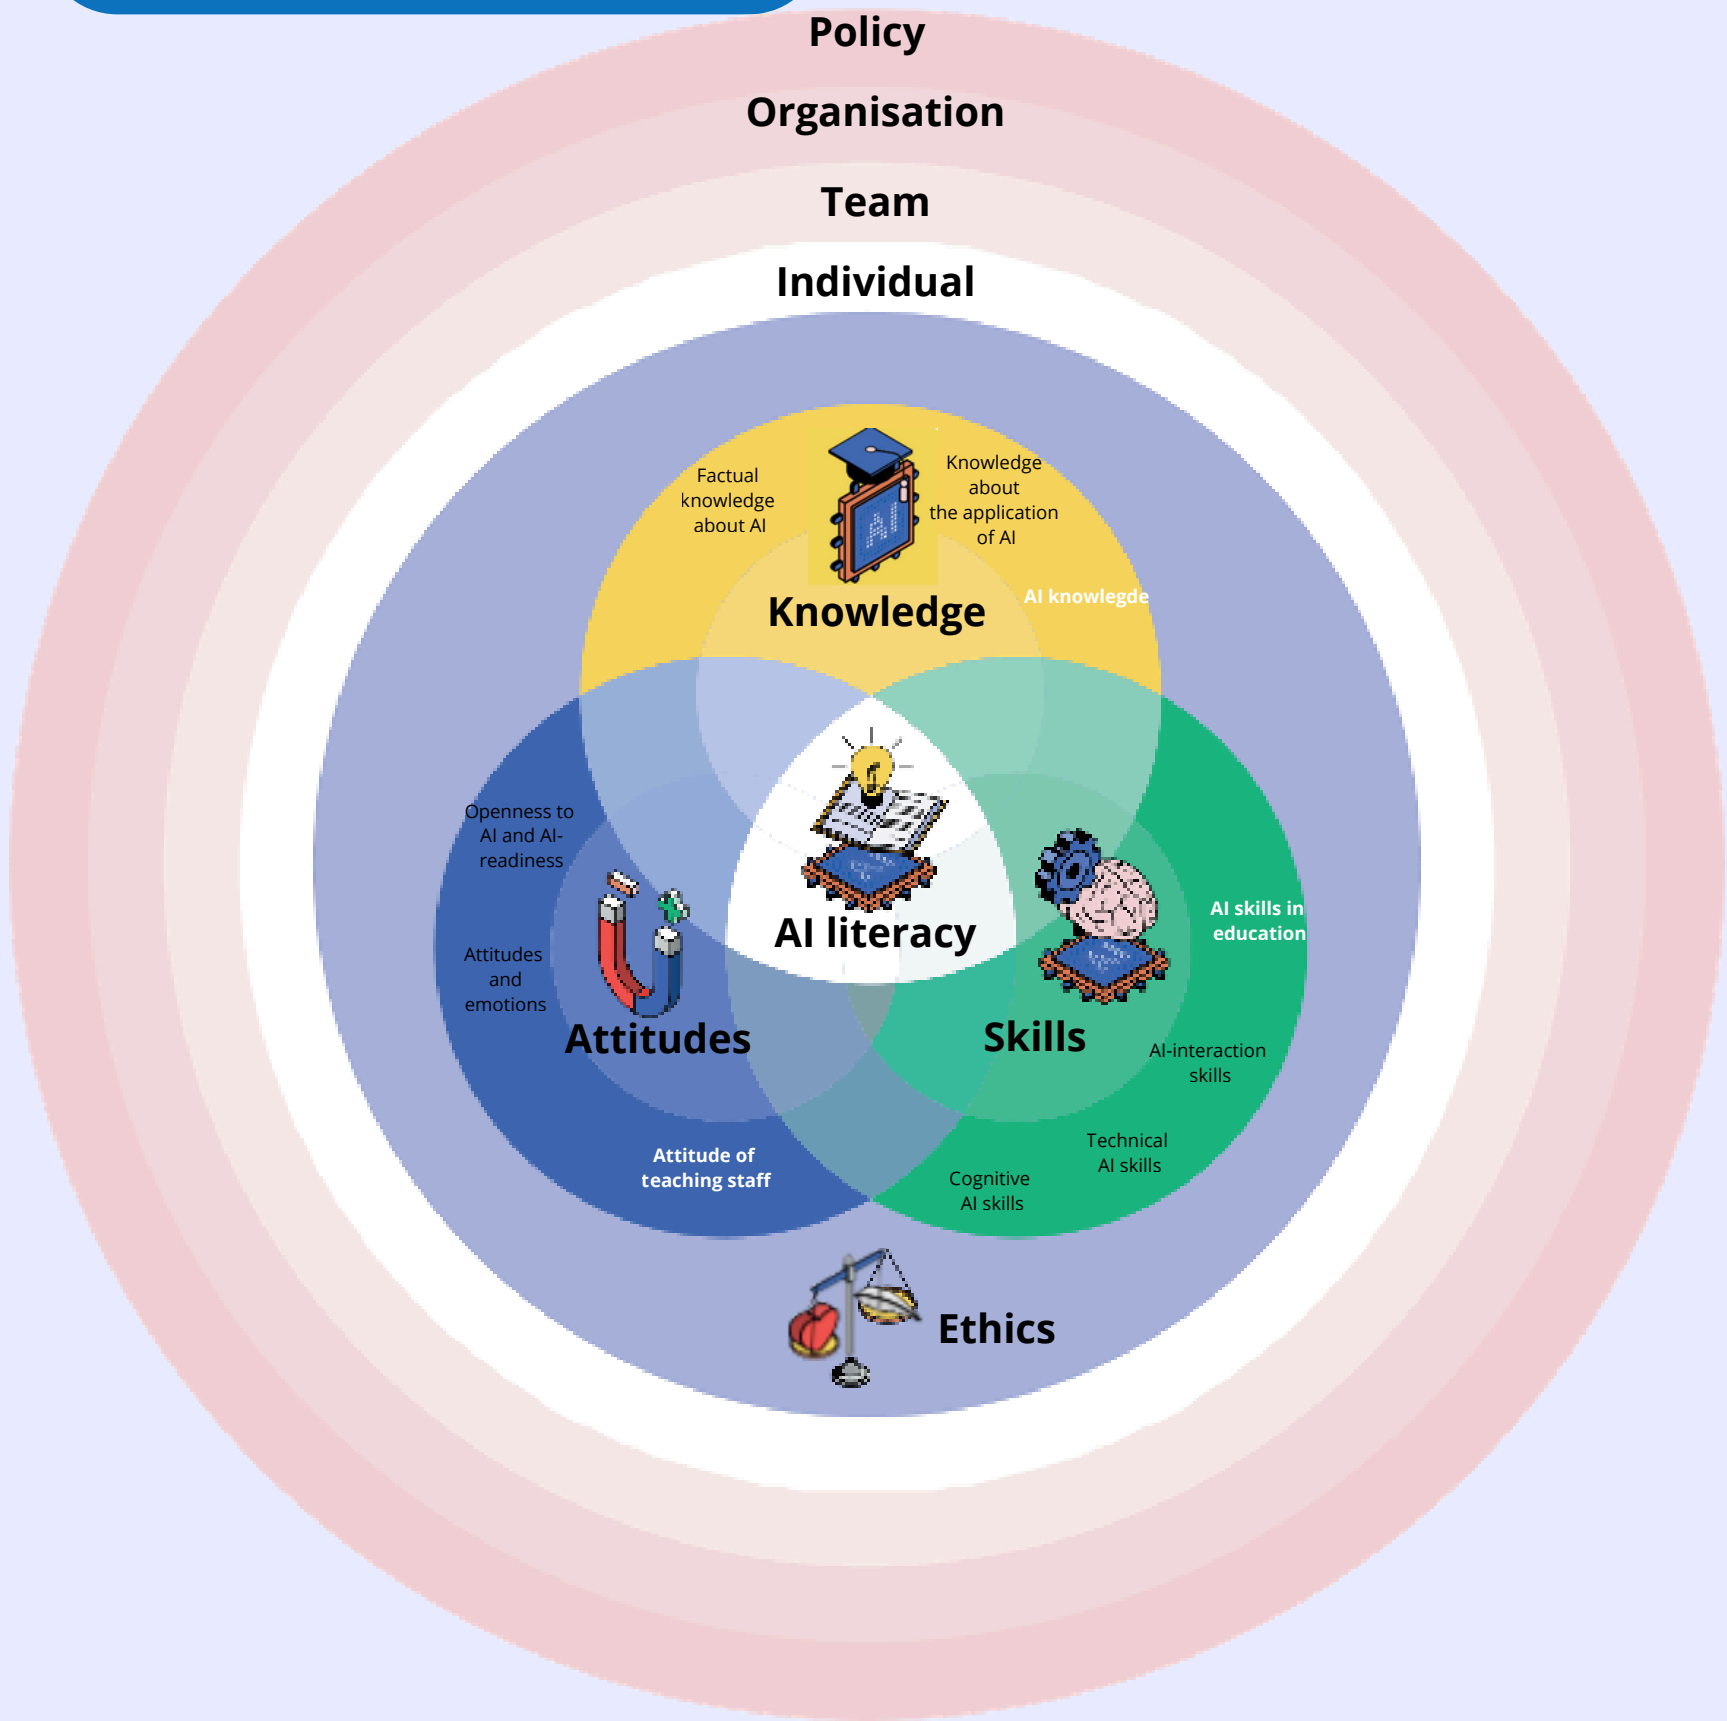 Policy
Organisation
Team
Individual
Factual
knowledge
about AI
Knowledge
about
the application
of AI
AI knowlegde
Knowledge
Openness to
AI and AI-
readiness
Attitudes
and
emotions
Attitudes
Attitude of
teaching staff
AI literacy
AI skills in
education
Skills
AI-interaction
skills
Technical
AI skills
Cognitive
AI skills
Ethics